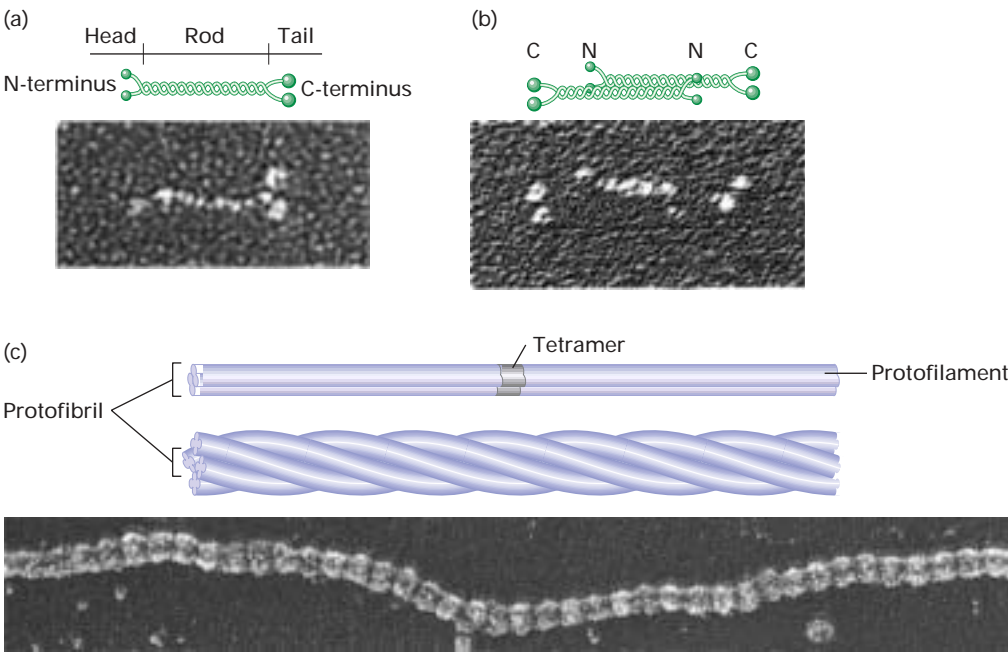 (a)
Head Rod Tail
N-terminus C-terminus
(b)
C N N C
(c)
Tetramer
Protofilament
Protofibril